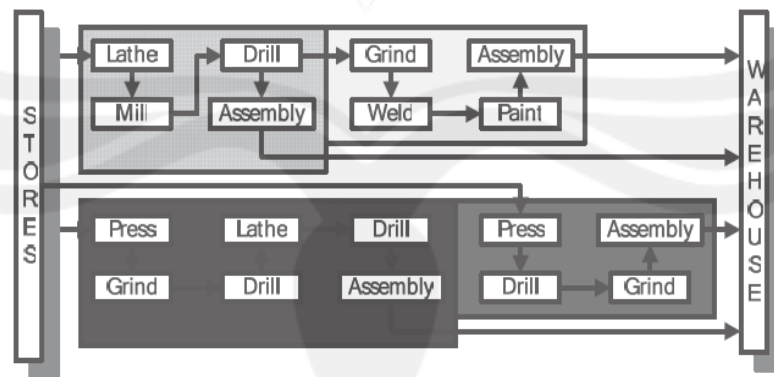 STORES
Lathe Drill Grind Assembly
Mill Assembly Weld Paint
Press Lathe Drill Press Assembly
Grind Drill Assembly Drill Grind
WAREHOUSE